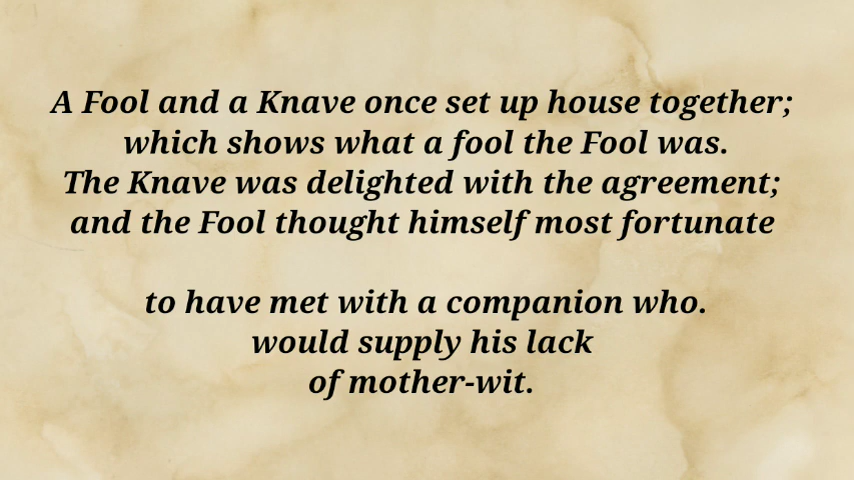 A Fool and a Knave once set up house together;
which shows what a fool the Fool was.
The Knave was delighted with the agreement;
and the Fool thought himself most fortunate
to have met with a companion who.
would supply his lack
of mother-wit.